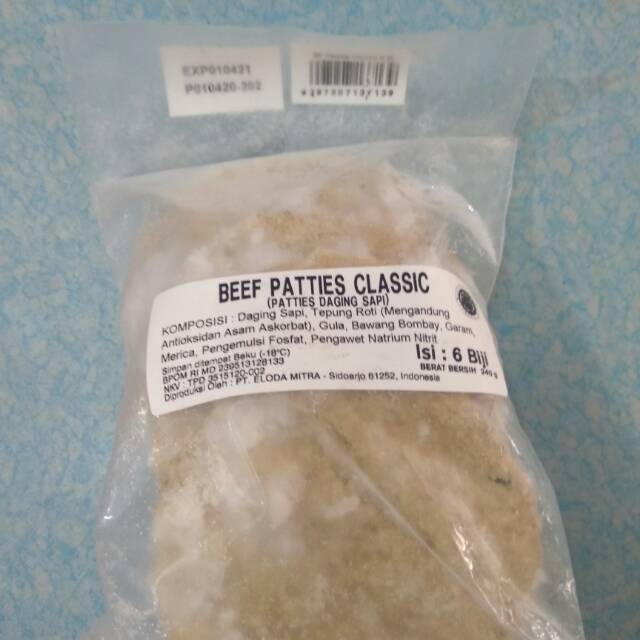 EXP010421
P010420-202
BEEF PATTIES CLASSIC
(PATTIES DAGING SAPI)
KOMPOSISI : Daging Sapi, Tepung Roti (Mengandung
Antioksidan Asam Askorbat), Gula, Bawang Bombay, Garam,
Merica, Pengemulsi Fosfat, Pengawet Natrium Nitrit
Isi : 6 Biji
BERAT BERSIH 240 g
Simpan ditempat Beku (-18°C)
BPOM RI MD 239513128133
NKV : TPD 3515120-002
Diproduksi Oleh : PT. ELODA MITRA - Sidoarjo 61252, Indonesia